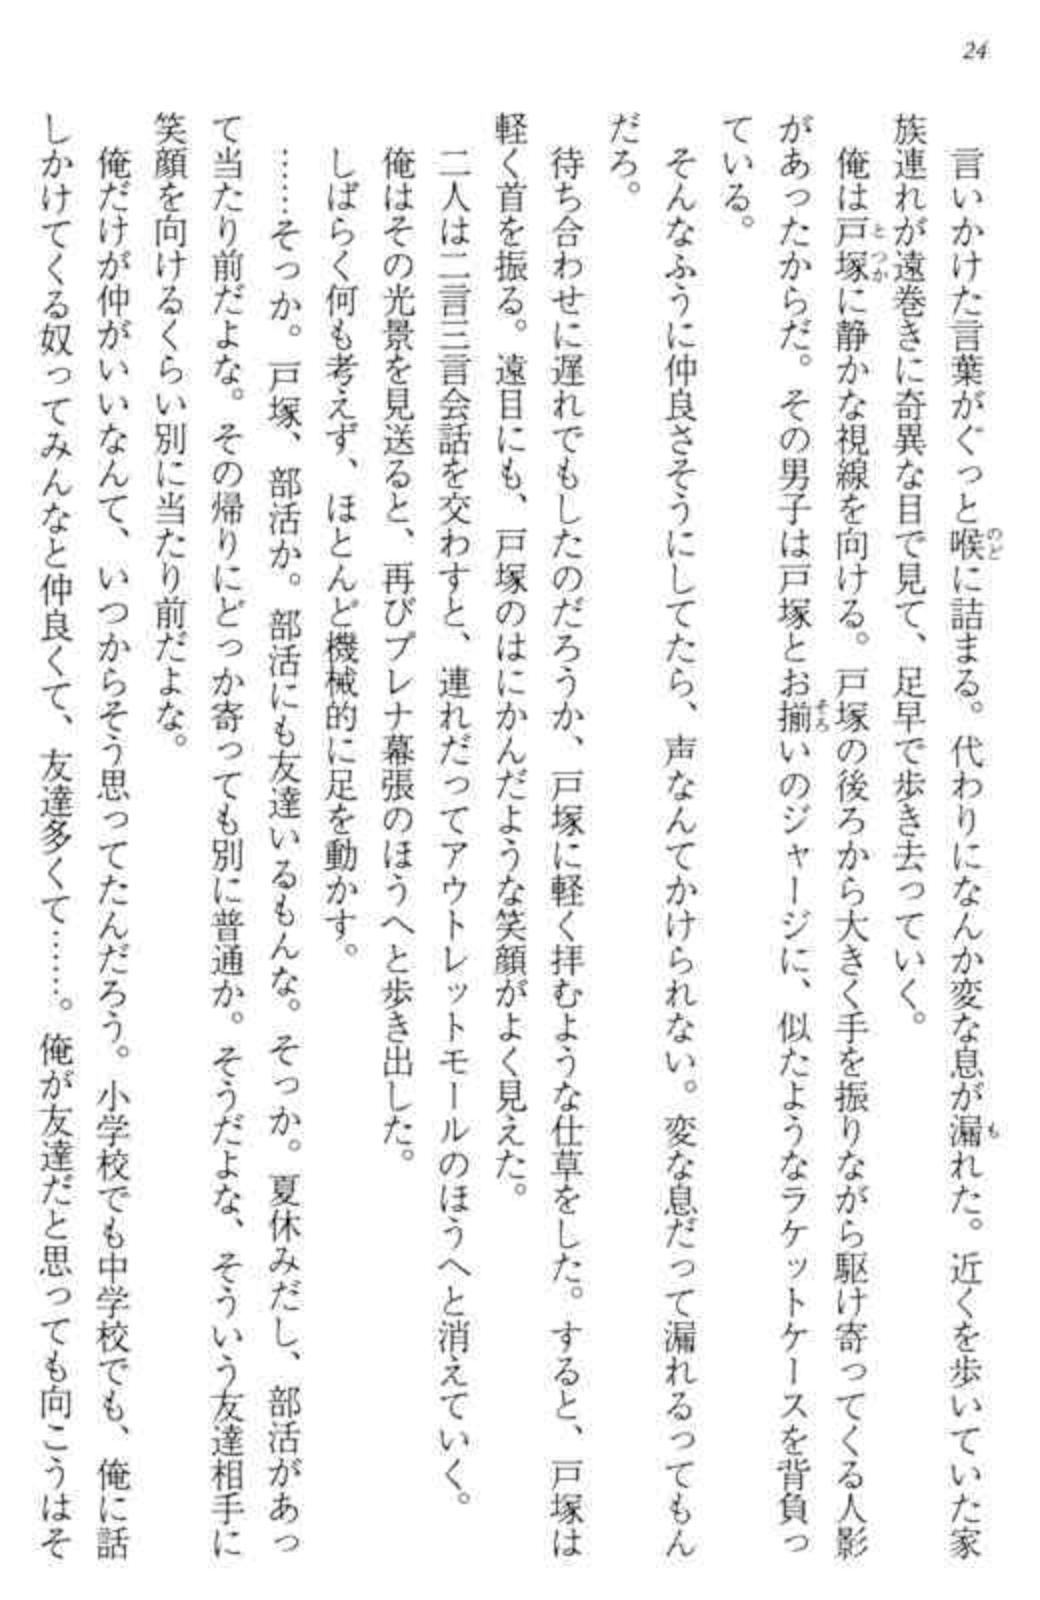 24
言いかけた言葉がぐっと喉に詰まる。代わりになんか変な息が漏れた。近くを歩いていた家
族連れが遠巻きに奇異な目で見て、足早で歩き去っていく。
俺は戸塚に静かな視線を向ける。戸塚の後ろから大きく手を振りながら駆け寄ってくる人影
があったからだ。その男子は戸塚とお揃いのジャージに、似たようなラケットケースを背負っ
ている。
そんなふうに仲良さそうにしてたら、声なんてかけられない。変な息だって漏れるってもん
だろ。
待ち合わせに遅れでもしたのだろうか、戸塚に軽く拝むような仕草をした。すると、戸塚は
軽く首を振る。遠目にも、戸塚のはにかんだような笑顔がよく見えた。
二人は二言三言会話を交わすと、連れだってアウトレットモールのほうへと消えていく。
俺はその光景を見送ると、再びプレナ幕張のほうへと歩き出した。
しばらく何も考えず、ほとんど機械的に足を動かす。
……そっか。戸塚、部活か。部活にも友達いるもんな。そっか。夏休みだし、部活があっ
て当たり前だよな。その帰りにどっか寄っても別に普通か。そうだよな、そういう友達相手に
笑顔を向けるくらい別に当たり前だよな。
俺だけが仲がいいなんて、いつからそう思ってたんだろう。小学校でも中学校でも、俺に話
しかけてくる奴ってみんなと仲良くて、友達多くて……。俺が友達だと思っても向こうはそ